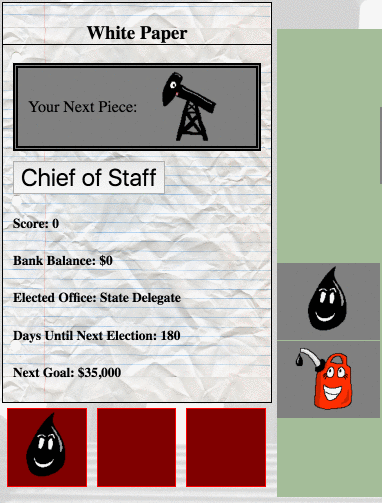 White Paper
Your Next Piece:
Chief of Staff
Score: 0
Bank Balance: $0
Elected Office: State Delegate
Days Until Next Election: 180
Next Goal: $35,000